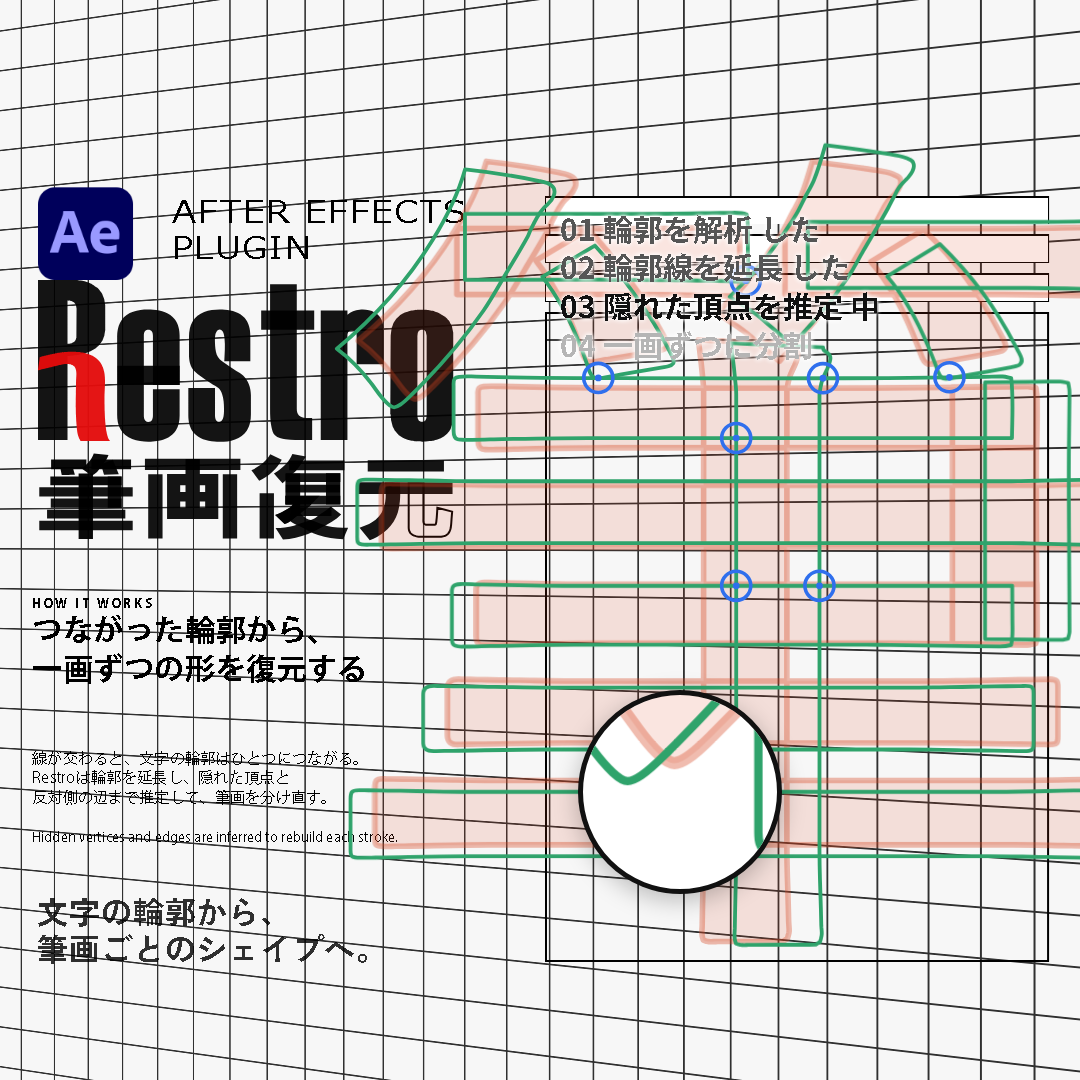 Ae
AFTER EFFECTS
PLUGIN
Restro
筆画復元
01 輪郭を解析 した
02 輪郭線を延長 した
03 隠れた頂点を推定 中
04 一画ずつに分割
HOW IT WORKS
つながった輪郭から、
一画ずつの形を復元する
線が交わると、文字の輪郭はひとつにつながる。
Restroは輪郭を延長し、隠れた頂点と
反対側の辺まで推定して、筆画を分け直す。
Hidden vertices and edges are inferred to rebuild each stroke.
文字の輪郭から、
筆画ごとのシェイプへ。